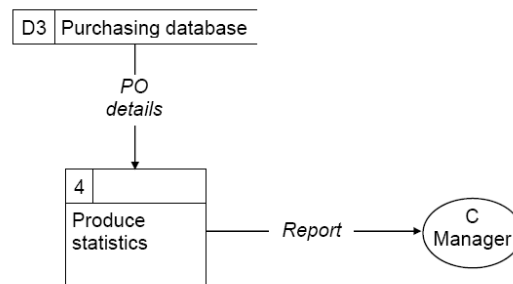 D3 Purchasing database
PO
details
4
Produce
statistics
Report
C
Manager